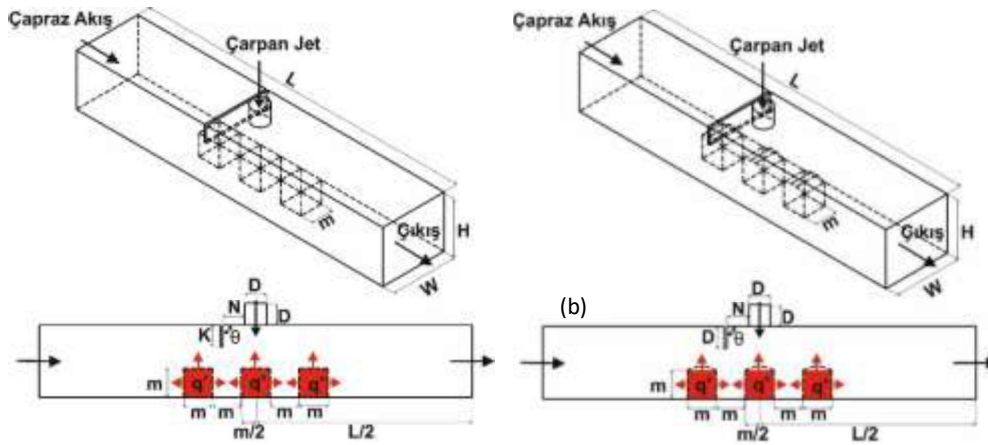 Çapraz Akış
Çarpan Jet
L
m
Çıkış
H
W
D
N
D
K
θ
m
q"
q"
q"
m
m
m
m
m/2
L/2
Çapraz Akış
Çarpan Jet
L
m
Çıkış
H
W
(b)
D
N
D
D
θ
m
q"
q"
q"
m
m
m
m
m/2
L/2